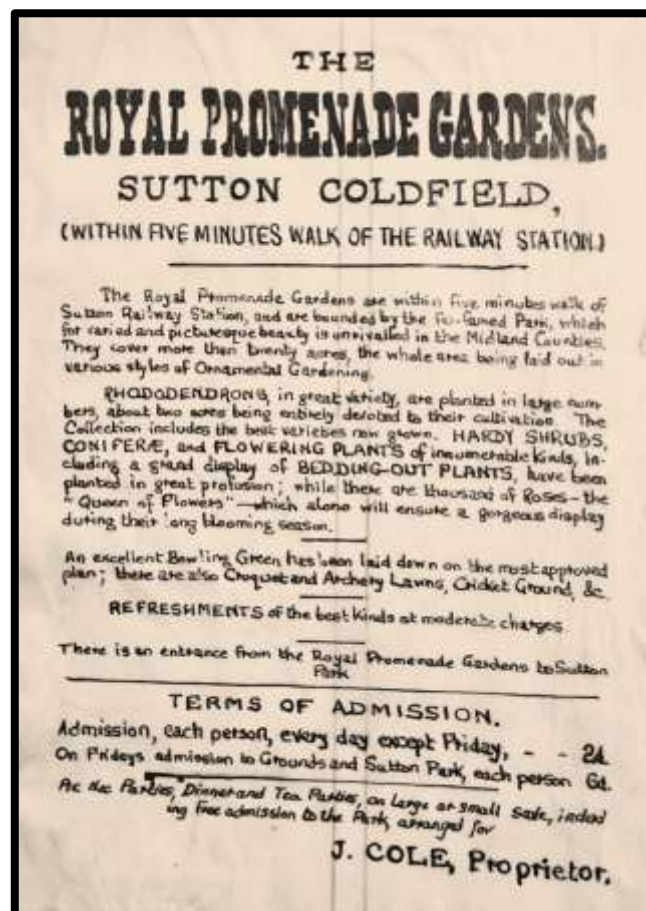 THE
ROYAL PROMENADE GARDENS.
SUTTON COLDFIELD,
(WITHIN FIVE MINUTES WALK OF THE RAILWAY STATION.)
The Royal Promenade Gardens are within five minutes walk of
Sutton Railway Station, and are bounded by the far-famed Park, which
for varied and picturesque beauty is unrivalled in the Midland Counties.
They cover more than twenty acres, the whole area being laid out in
various styles of Ornamental Gardening.
RHODODENDRONS, in great variety, are planted in large num-
bers, about two acres being entirely devoted to their cultivation. The
Collection includes the best varieties now grown. HARDY SHRUBS,
CONIFERÆ, and FLOWERING PLANTS of innumerable kinds, in-
cluding a grand display of BEDDING-OUT PLANTS, have been
planted in great profusion; while there are thousand of Roses - the
"Queen of Flowers" - which alone will ensure a gorgeous display
during their long blooming season.
An excellent Bowling Green has been laid down on the most approved
plan; there are also Croquet and Archery Lawns, Cricket Ground, &c.
REFRESHMENTS of the best kinds at moderate charges
There is an entrance from the Royal Promenade Gardens to Sutton
Park
TERMS OF ADMISSION.
Admission, each person, every day except Friday, - - 2d.
On Fridays admission to Grounds and Sutton Park, each person 6d.
Pic Nic Parties, Dinner and Tea Parties, on large or small
ing free admission to the Park, arranged for
J. COLE, Proprietor.